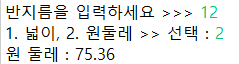 반지름을 입력하세요 >>> 12
1. 넓이, 2. 원둘레 >> 선택 : 2
원 둘레 : 75.36